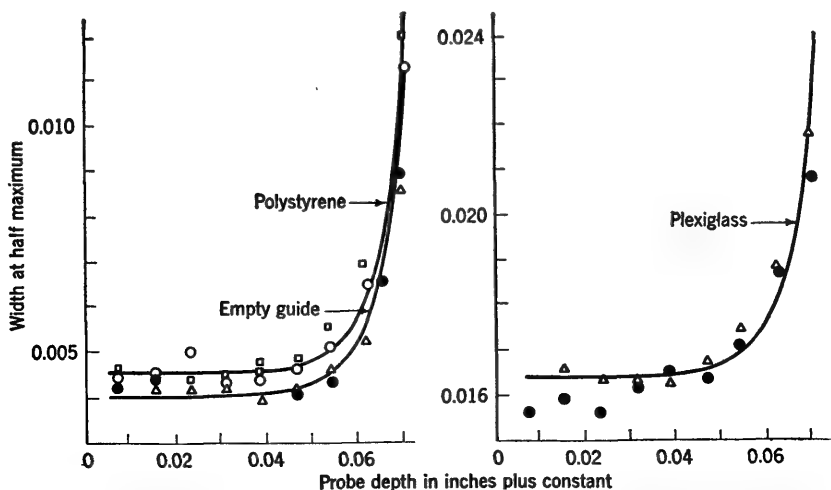 0.010
0.005
Width at half maximum
Polystyrene
Empty guide
0 0.02 0.04 0.06
0.024
0.020
0.016
Plexiglass
0 0.02 0.04 0.06
Probe depth in inches plus constant